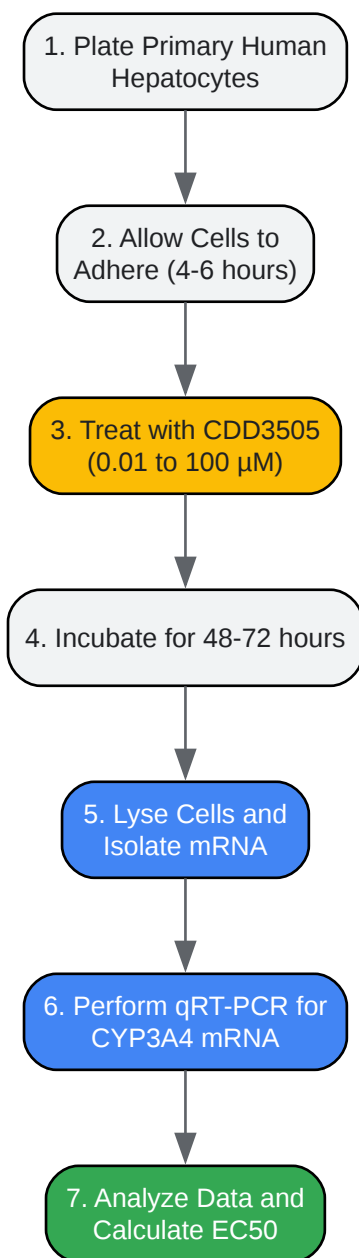 1. Plate Primary Human
Hepatocytes
2. Allow Cells to
Adhere (4-6 hours)
3. Treat with CDD3505
(0.01 to 100 µM)
4. Incubate for 48-72 hours
5. Lyse Cells and
Isolate mRNA
6. Perform qRT-PCR for
CYP3A4 mRNA
7. Analyze Data and
Calculate EC50